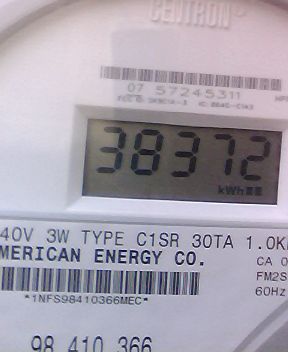 CENTRON®
07 57245311
38372
kWh
40V 3W TYPE C1SR 30TA 1.0K
MERICAN ENERGY CO.
CA 0
FM2S
60Hz
*1NFS98410366MEC*
98 410 366